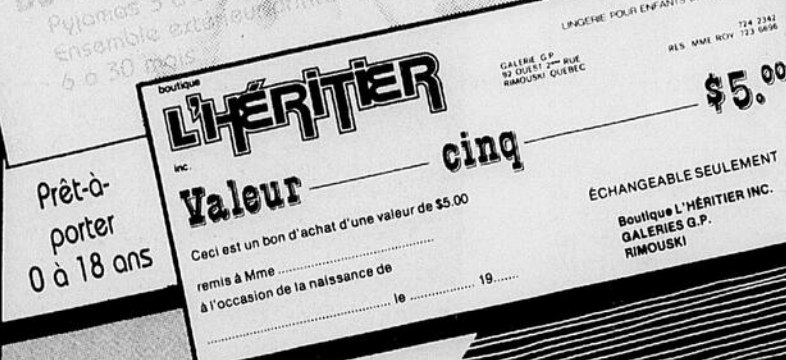 Pyjamas 3 à
Ensemble extérieur
6 à 30 mois
Prêt-à-
porter
0 à 18 ans
boutique
L'HÉRITIER
inc.
LINGERIE POUR ENFANTS
GALERIE G.P.
92 OUEST 2me RUE
RIMOUSKI QUÉBEC
724 2342
RES. MME ROY 723 6696
$5.00
Valeur cinq
Ceci est un bon d'achat d'une valeur de $5.00
remis à Mme ..............................................
à l'occasion de la naissance de
...................................................... le .................... 19.......
ÉCHANGEABLE SEULEMENT
Boutique L'HÉRITIER INC.
GALERIES G.P.
RIMOUSKI